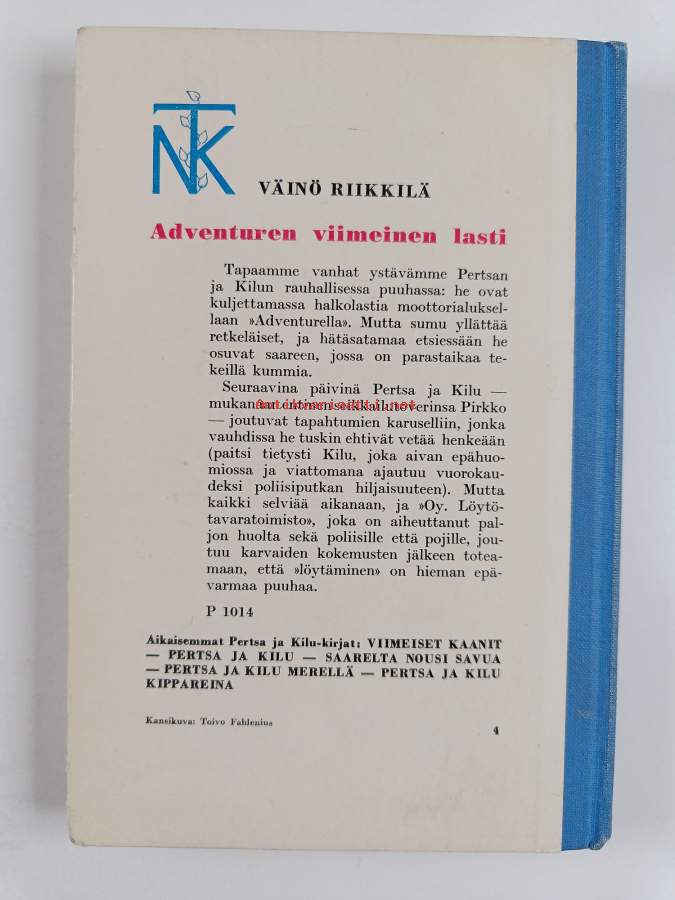 NTK
VÄINÖ RIIKKILÄ
Adventuren viimeinen lasti
Tapaamme vanhat ystävämme Pertsan
ja Kilun rauhallisessa puuhassa: he ovat
kuljettamassa halkolastia moottorialuksel-
laan »Adventurella». Mutta sumu yllättää
retkeläiset, ja hätäsatamaa etsiessään he
osuvat saareen, jossa on parastaikaa te-
keillä kummia.
Seuraavina päivinä Pertsa ja Kilu —
mukanaan entinen seikkailutoverinsa Pirkko
Antikvariaatti.net
— joutuvat tapahtumien karuselliin, jonka
vauhdissa he tuskin ehtivät vetää henkeään
(paitsi tietysti Kilu, joka aivan epähuo-
miossa ja viattomana ajautuu vuorokau-
deksi poliisiputkan hiljaisuuteen). Mutta
kaikki selviää aikanaan, ja »Oy. Löytö-
tavaratoimisto», joka on aiheuttanut pal-
jon huolta sekä poliisille että pojille, jou-
tuu karvaiden kokemusten jälkeen totea-
maan, että »löytäminen» on hieman epä-
varmaa puuhaa.
P 1014
Aikaisemmat Pertsa ja Kilu-kirjat: VIIMEISET KAANIT
— PERTSA JA KILU — SAARELTA NOUSI SAVUA
— PERTSA JA KILU MERELLÄ — PERTSA JA KILU
KIPPAREINA
Kansikuva: Toivo Fahlenius
4